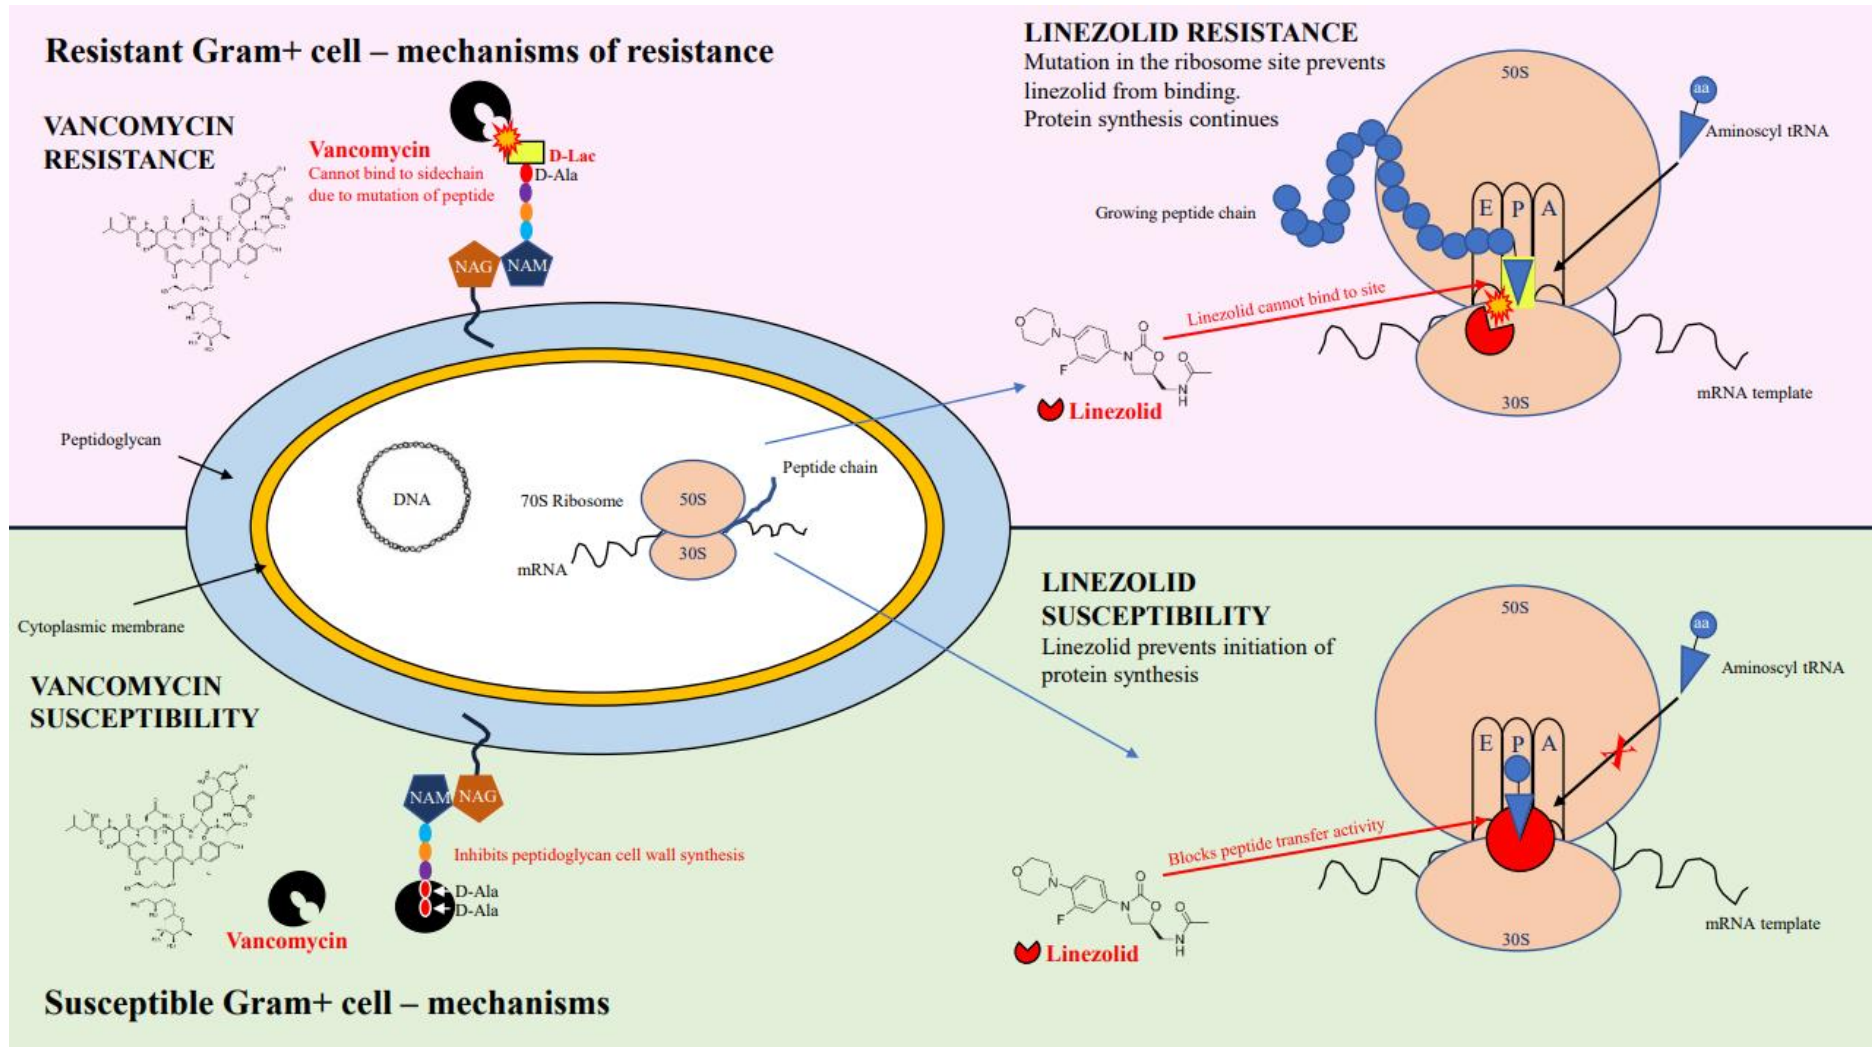 Resistant Gram+ cell – mechanisms of resistance
VANCOMYCIN
RESISTANCE
Vancomycin
Cannot bind to sidechain
due to mutation of peptide
D-Lac
D-Ala
NAG
NAM
LINEZOLID RESISTANCE
Mutation in the ribosome site prevents
linezolid from binding.
Protein synthesis continues
50S
aa
Aminoscyl tRNA
Growing peptide chain
E
P
A
Linezolid cannot bind to site
O
N
F
N
O
O
O
N
H
Linezolid
mRNA template
30S
Peptidoglycan
DNA
70S Ribosome
50S
Peptide chain
30S
mRNA
Cytoplasmic membrane
VANCOMYCIN
SUSCEPTIBILITY
NAM
NAG
Inhibits peptidoglycan cell wall synthesis
D-Ala
D-Ala
Vancomycin
LINEZOLID
SUSCEPTIBILITY
Linezolid prevents initiation of
protein synthesis
50S
aa
Aminoscyl tRNA
E
P
A
Blocks peptide transfer activity
O
N
F
N
O
O
O
N
H
Linezolid
mRNA template
30S
Susceptible Gram+ cell – mechanisms